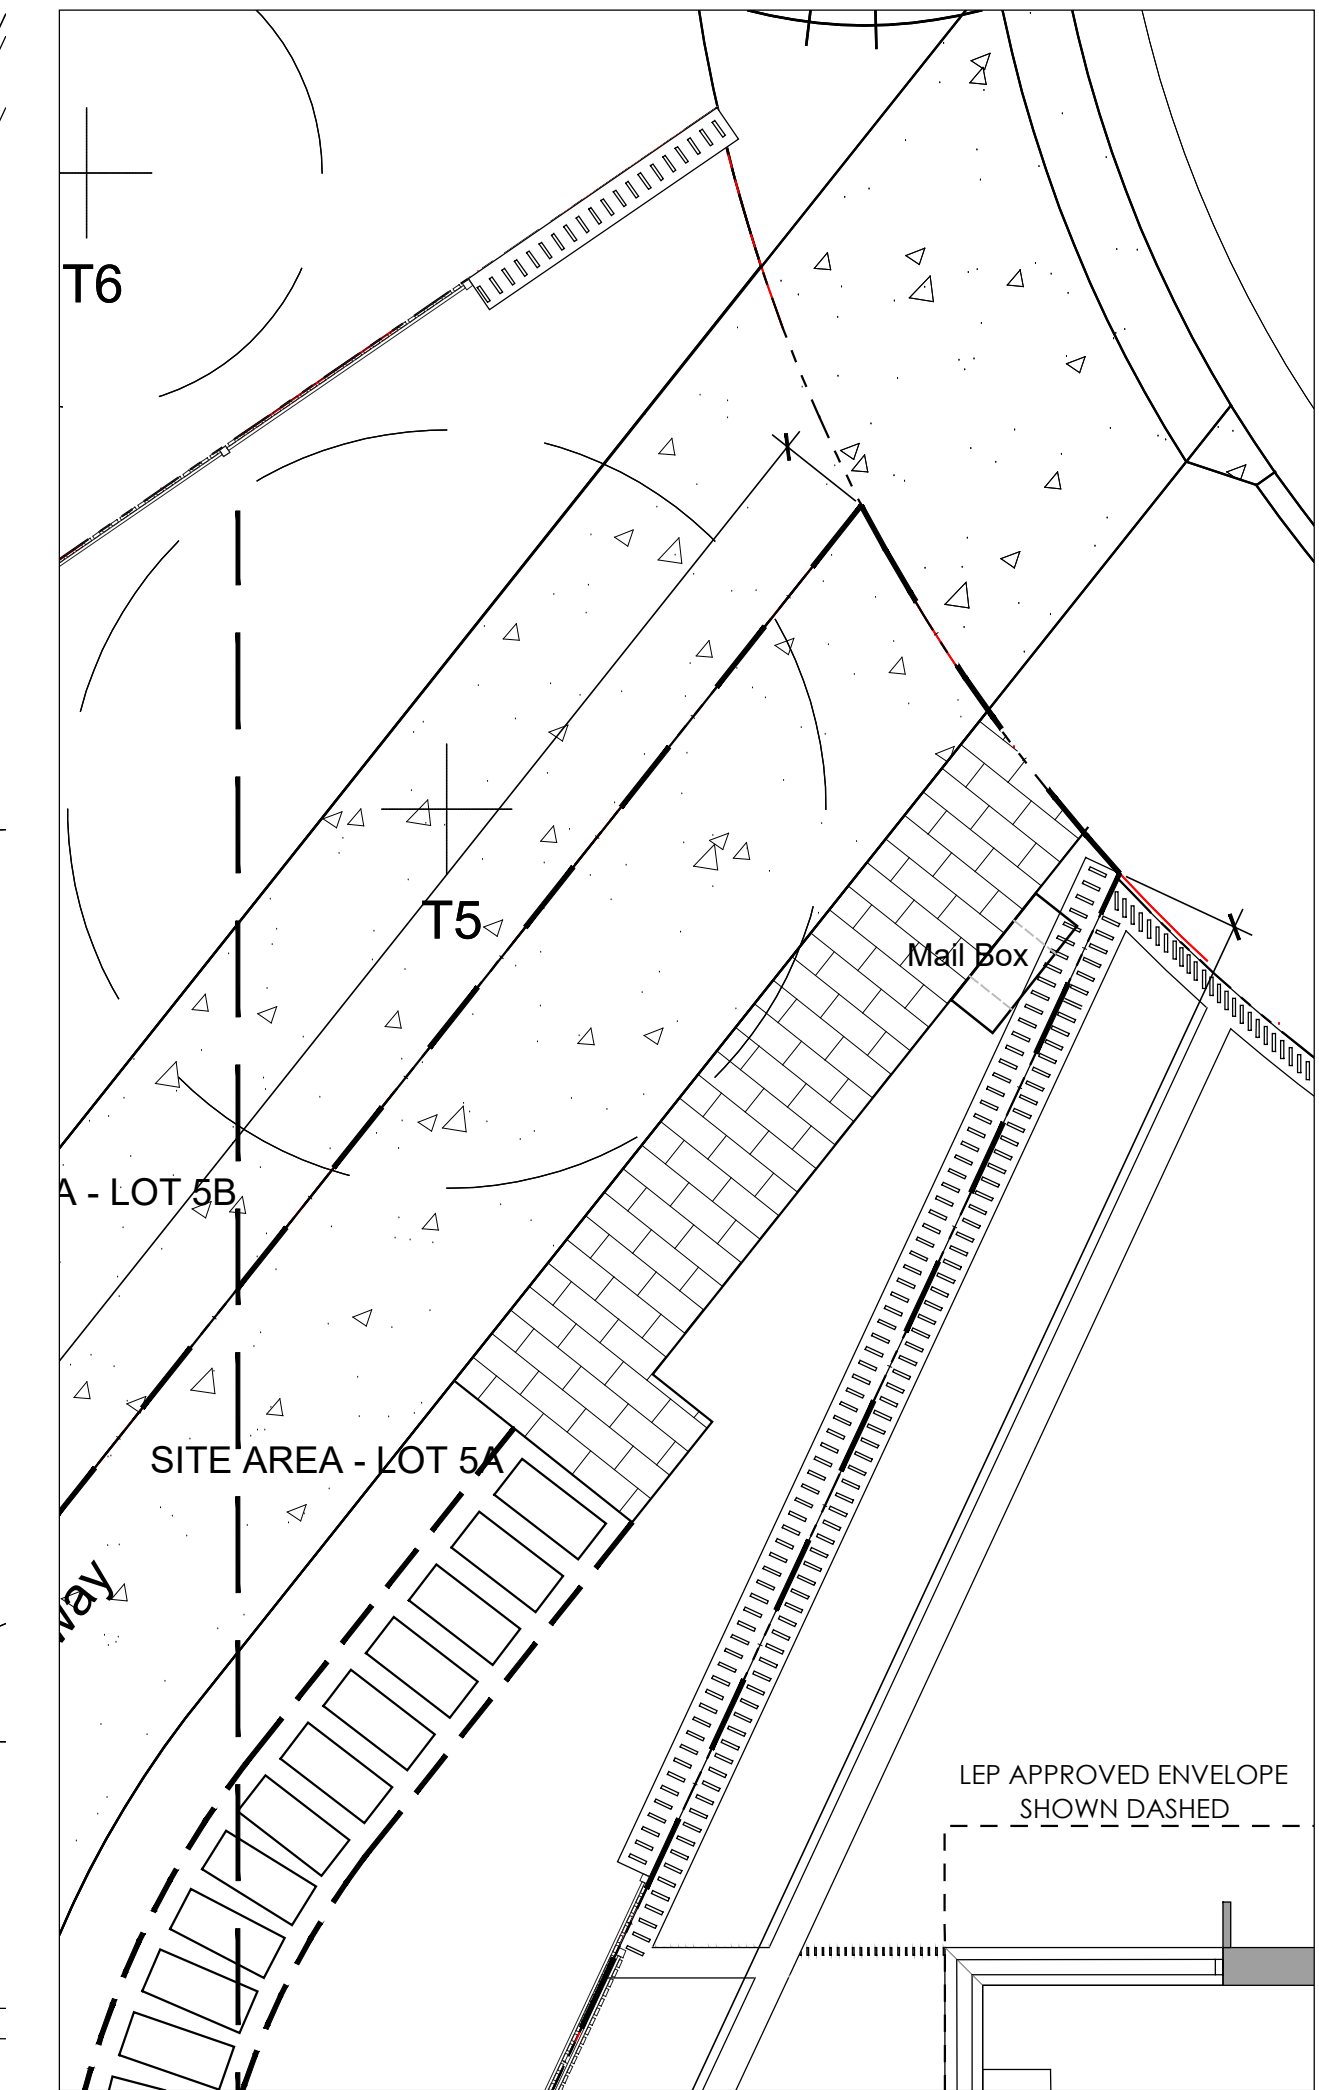 T6
T5
Mail Box
A - LOT 5B
SITE AREA - LOT 5A
way
LEP APPROVED ENVELOPE
SHOWN DASHED